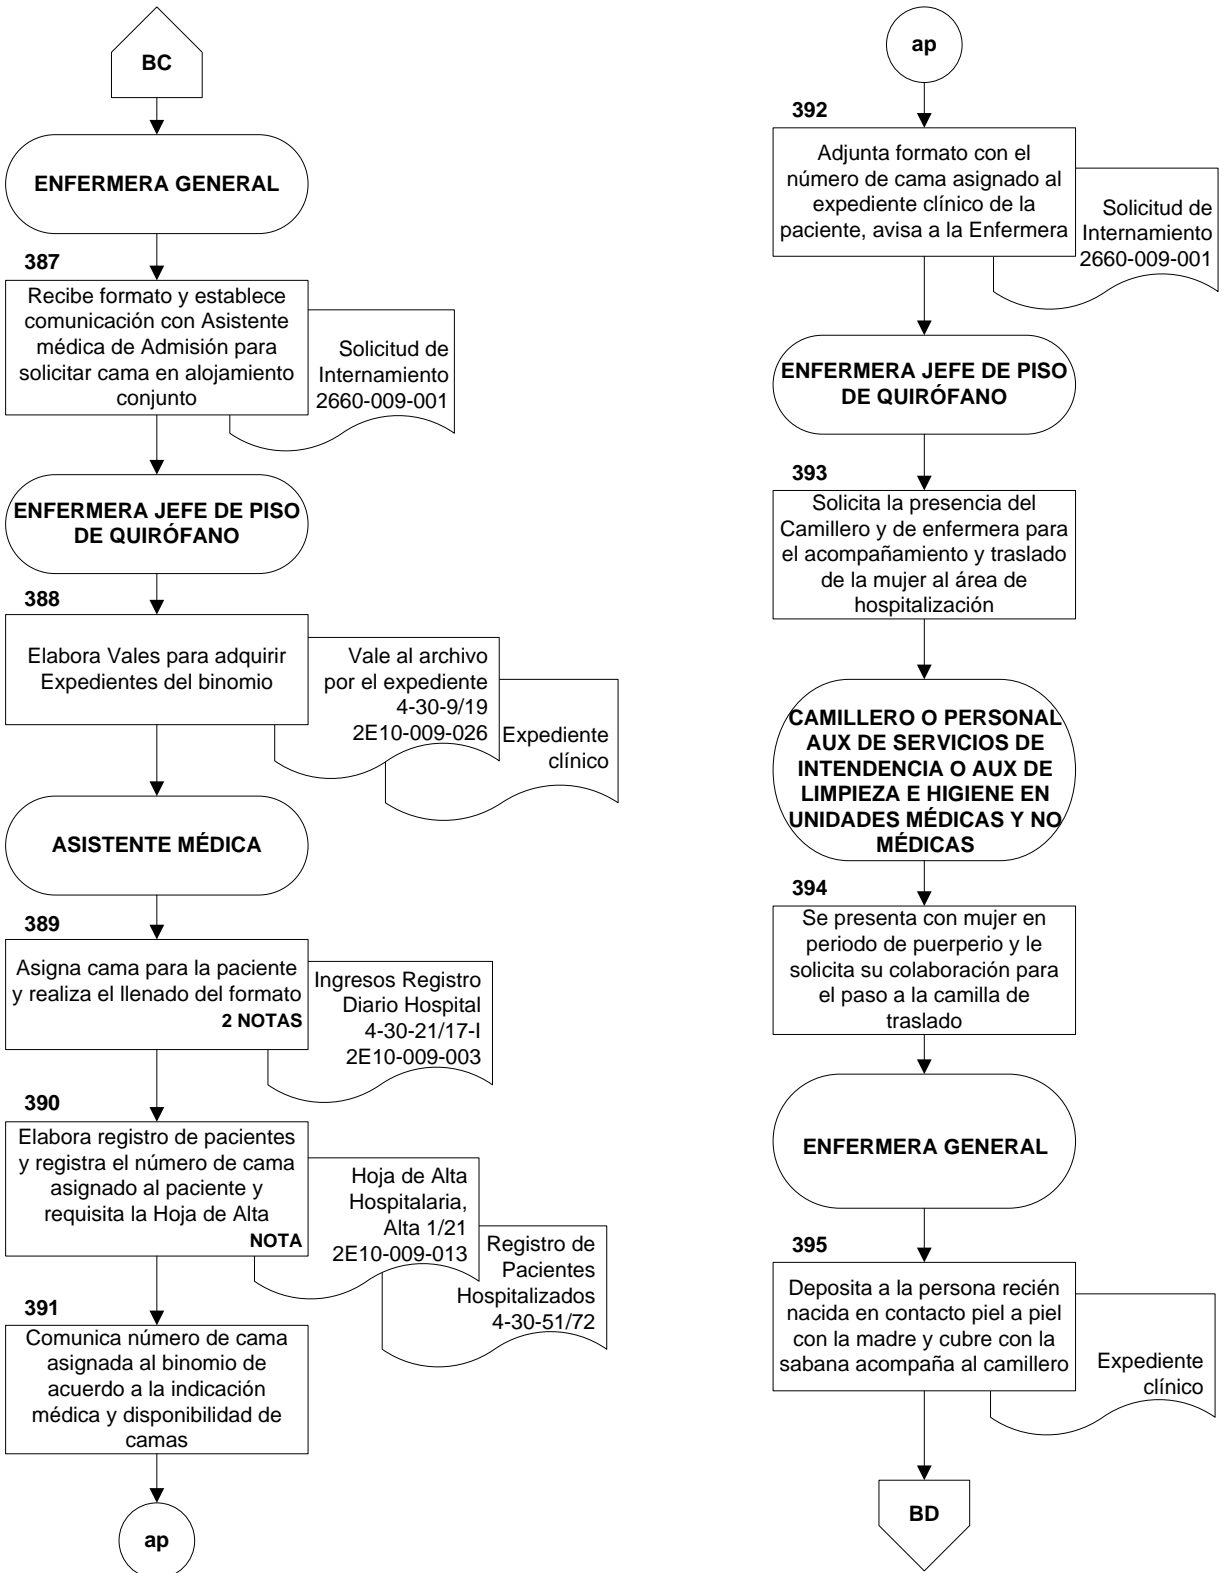 BC
ENFERMERA GENERAL
387
Recibe formato y establece
comunicación con Asistente
médica de Admisión para
solicitar cama en alojamiento
conjunto
Solicitud de
Internamiento
2660-009-001
ENFERMERA JEFE DE PISO
DE QUIRÓFANO
388
Elabora Vales para adquirir
Expedientes del binomio
Vale al archivo
por el expediente
4-30-9/19
2E10-009-026
Expediente
clínico
ASISTENTE MÉDICA
389
Asigna cama para la paciente
y realiza el llenado del formato
2 NOTAS
Ingresos Registro
Diario Hospital
4-30-21/17-I
2E10-009-003
390
Elabora registro de pacientes
y registra el número de cama
asignado al paciente y
requisita la Hoja de Alta
NOTA
Hoja de Alta
Hospitalaria,
Alta 1/21
2E10-009-013
Registro de
Pacientes
Hospitalizados
4-30-51/72
391
Comunica número de cama
asignada al binomio de
acuerdo a la indicación
médica y disponibilidad de
camas
ap
ap
392
Adjunta formato con el
número de cama asignado al
expediente clínico de la
paciente, avisa a la Enfermera
Solicitud de
Internamiento
2660-009-001
ENFERMERA JEFE DE PISO
DE QUIRÓFANO
393
Solicita la presencia del
Camillero y de enfermera para
el acompañamiento y traslado
de la mujer al área de
hospitalización
CAMILLERO O PERSONAL
AUX DE SERVICIOS DE
INTENDENCIA O AUX DE
LIMPIEZA E HIGIENE EN
UNIDADES MÉDICAS Y NO
MÉDICAS
394
Se presenta con mujer en
periodo de puerperio y le
solicita su colaboración para
el paso a la camilla de
traslado
ENFERMERA GENERAL
395
Deposita a la persona recién
nacida en contacto piel a piel
con la madre y cubre con la
sabana acompaña al camillero
Expediente
clínico
BD